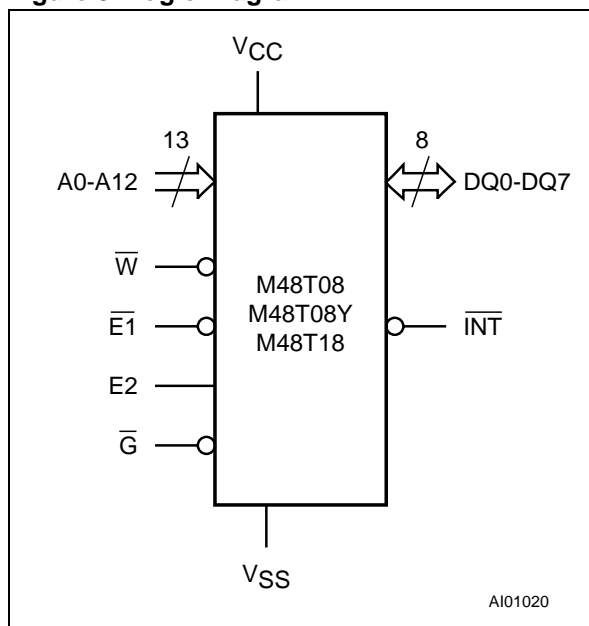 VCC
13
8
A0-A12
DQ0-DQ7
W
M48T08
M48T08Y
E1
INT
M48T18
E2
G
VSS
AI01020